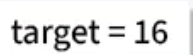 target = 16